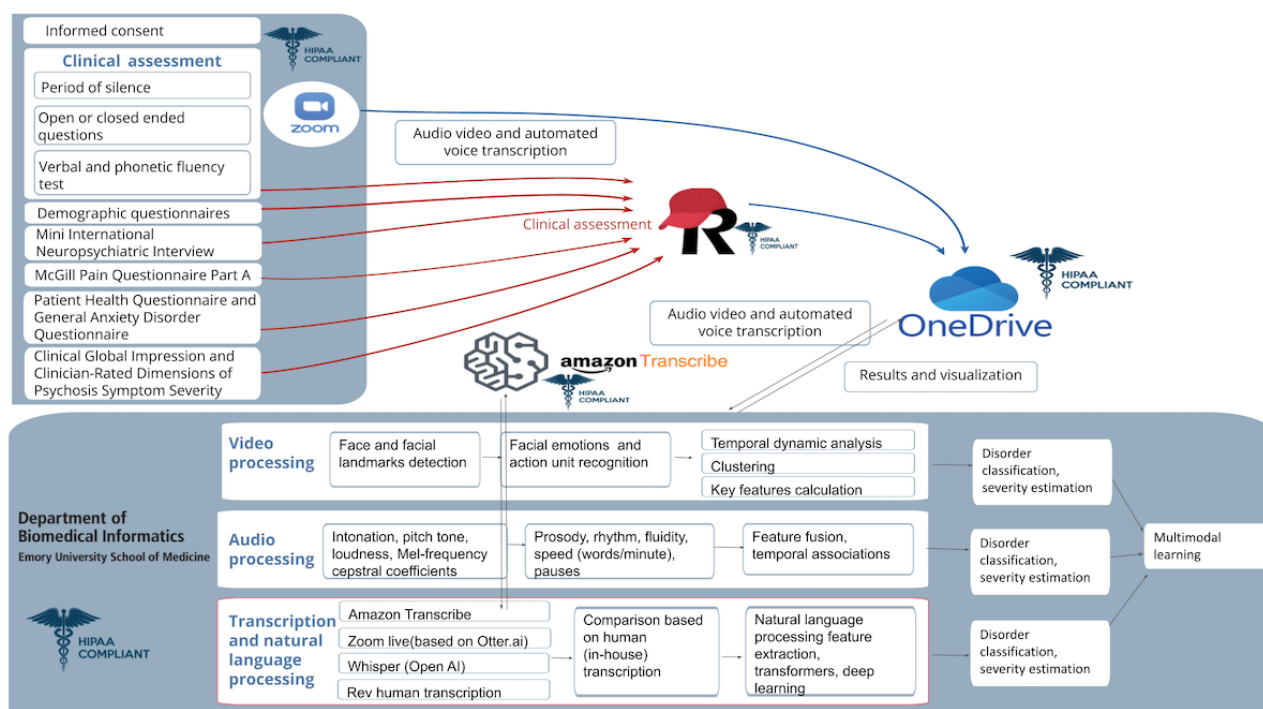 Informed consent
HIPAA
COMPLIANT
Clinical assessment
Period of silence
Open or closed ended
questions
Verbal and phonetic fluency
test
Demographic questionnaires
Mini International
Neuropsychiatric Interview
McGill Pain Questionnaire Part A
Patient Health Questionnaire and
General Anxiety Disorder
Questionnaire
Clinical Global Impression and
Clinician-Rated Dimensions of
Psychosis Symptom Severity
zoom
Audio video and automated
voice transcription
Clinical assessment
R
HIPAA
COMPLIANT
HIPAA
COMPLIANT
OneDrive
Audio video and automated
voice transcription
Results and visualization
amazon Transcribe
HIPAA
COMPLIANT
Department of
Biomedical Informatics
Emory University School of Medicine
HIPAA
COMPLIANT
Video
processing
Face and facial
landmarks detection
Facial emotions and
action unit recognition
Temporal dynamic analysis
Clustering
Key features calculation
Disorder
classification,
severity estimation
Audio
processing
Intonation, pitch tone,
loudness, Mel-frequency
cepstral coefficients
Prosody, rhythm, fluidity,
speed (words/minute),
pauses
Feature fusion,
temporal associations
Disorder
classification,
severity estimation
Multimodal
learning
Transcription
and natural
language
processing
Amazon Transcribe
Zoom live(based on Otter.ai)
Whisper (Open AI)
Rev human transcription
Comparison based
on human
(in-house)
transcription
Natural language
processing feature
extraction,
transformers, deep
learning
Disorder
classification,
severity estimation